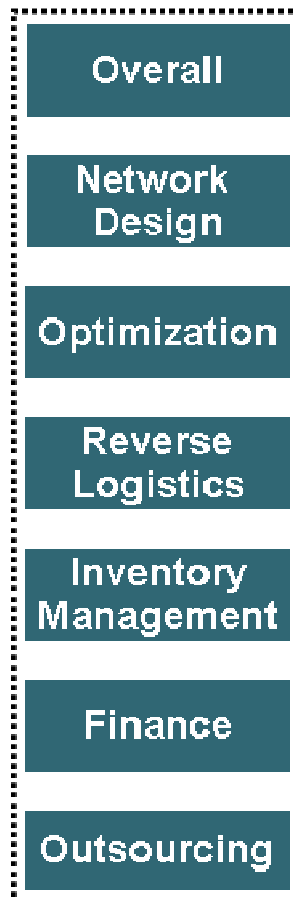 Overall
Network
Design
Optimization
Reverse
Logistics
Inventory
Management
Finance
Outsourcing